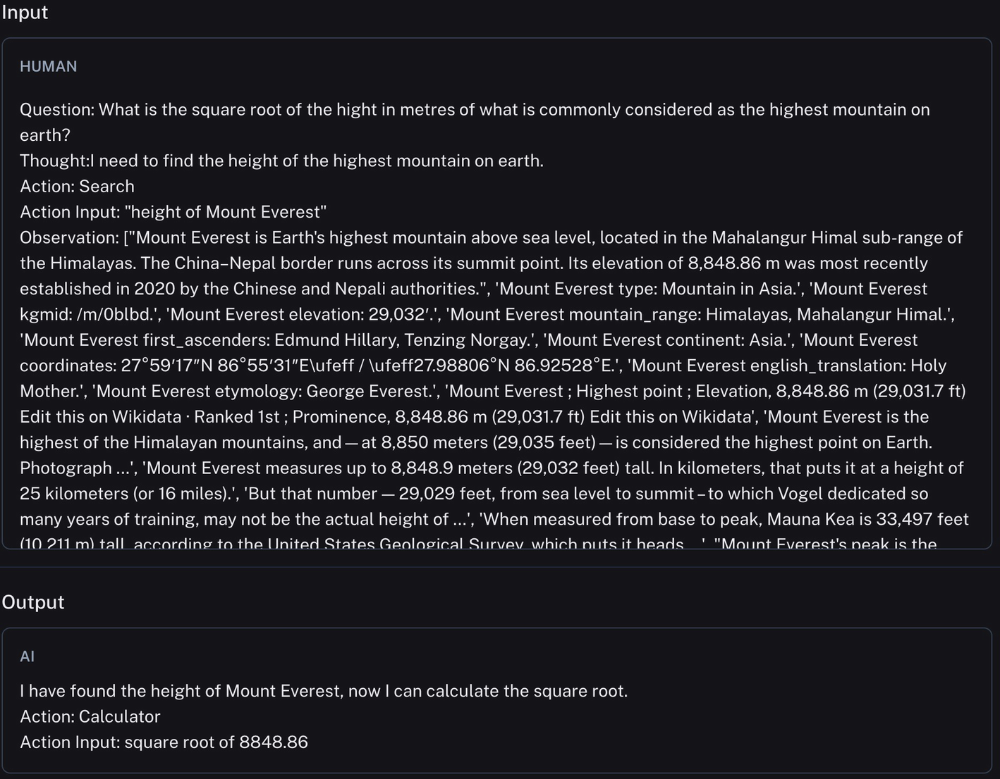 Input
HUMAN
Question: What is the square root of the hight in metres of what is commonly considered as the highest mountain on
earth?
Thought:I need to find the height of the highest mountain on earth.
Action: Search
Action Input: "height of Mount Everest"
Observation: ["Mount Everest is Earth's highest mountain above sea level, located in the Mahalangur Himal sub-range of
the Himalayas. The China–Nepal border runs across its summit point. Its elevation of 8,848.86 m was most recently
established in 2020 by the Chinese and Nepali authorities.", 'Mount Everest type: Mountain in Asia.', 'Mount Everest
kgmid: /m/0blbd.', 'Mount Everest elevation: 29,032′.', 'Mount Everest mountain_range: Himalayas, Mahalangur Himal.',
'Mount Everest first_ascenders: Edmund Hillary, Tenzing Norgay.', 'Mount Everest continent: Asia.', 'Mount Everest
coordinates: 27°59′17″N 86°55′31″E\ufeff / \ufeff27.98806°N 86.92528°E.', 'Mount Everest english_translation: Holy
Mother.', 'Mount Everest etymology: George Everest.', 'Mount Everest ; Highest point ; Elevation, 8,848.86 m (29,031.7 ft)
Edit this on Wikidata · Ranked 1st ; Prominence, 8,848.86 m (29,031.7 ft) Edit this on Wikidata', 'Mount Everest is the
highest of the Himalayan mountains, and — at 8,850 meters (29,035 feet) — is considered the highest point on Earth.
Photograph ...', 'Mount Everest measures up to 8,848.9 meters (29,032 feet) tall. In kilometers, that puts it at a height of
25 kilometers (or 16 miles).', 'But that number — 29,029 feet, from sea level to summit – to which Vogel dedicated so
many years of training, may not be the actual height of ...', 'When measured from base to peak, Mauna Kea is 33,497 feet
(10,211 m) tall, according to the United States Geological Survey, which puts it heads ...', "Mount Everest's peak is the
Output
AI
I have found the height of Mount Everest, now I can calculate the square root.
Action: Calculator
Action Input: square root of 8848.86